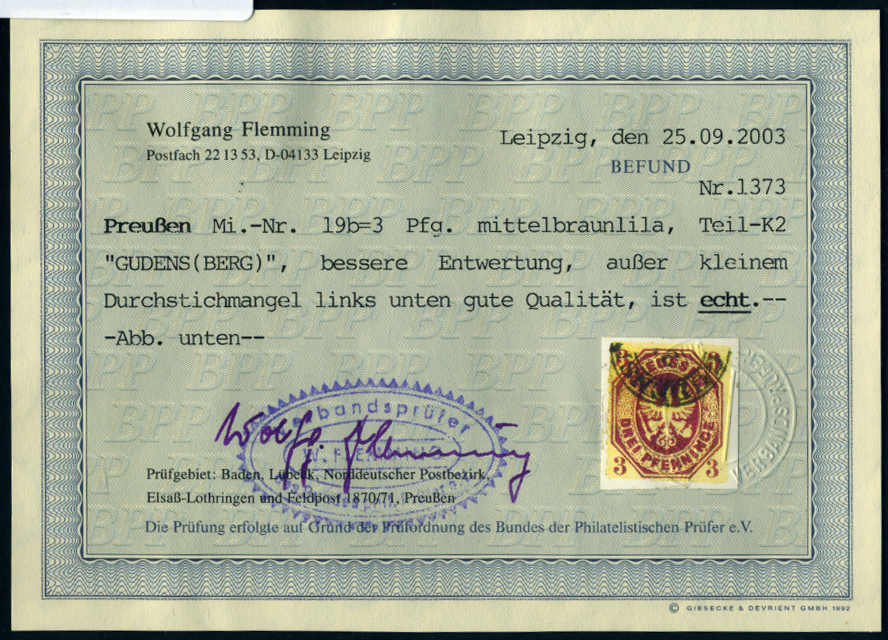 Wolfgang Flemming
Postfach 22 13 53, D-04133 Leipzig
Leipzig, den 25.09.2003
BEFUND
Nr.1373
Preußen Mi.-Nr. 19b=3 Pfg. mittelbraunlila, Teil-K2
"GUDENS(BERG)", bessere Entwertung, außer kleinem
Durchstichmangel links unten gute Qualität, ist echt.--
-Abb. unten--
DREI PFENNINGE
3 3
Verbandsprüfer
Wolfg. Flemming
Prüfgebiet: Baden, Lübeck, Norddeutscher Postbezirk,
Elsaß-Lothringen und Feldpost 1870/71, Preußen
Die Prüfung erfolgte auf Grund der Prüfordnung des Bundes der Philatelistischen Prüfer e.V.
© GIESECKE & DEVRIENT GMBH 1992